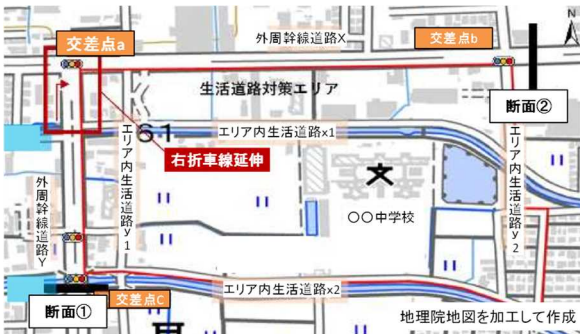 交差点a
外周幹線道路X
交差点b
N
生活道路対策エリア
断面②
61
エリア内生活道路x1
右折車線延伸
エリア内生活道路y1
外周幹線道路Y
文
〇〇中学校
エリア内生活道路y2
エリア内生活道路x2
交差点C
断面①
地理院地図を加工して作成